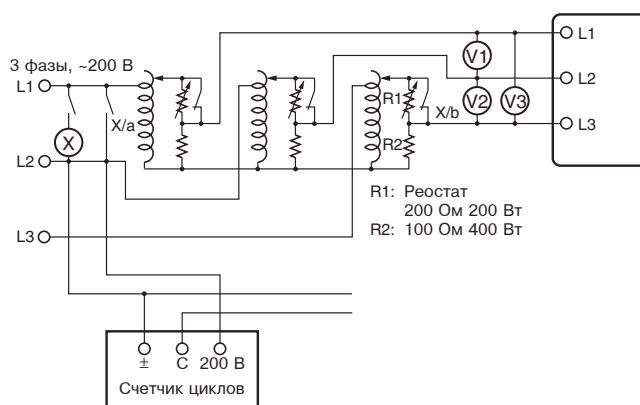 3 фазы, ~200 В
L1
X/a
X
L2
L3
R1
R2
X/b
V1
V2
V3
L1
L2
L3
R1: Реостат
200 Ом 200 Вт
R2: 100 Ом 400 Вт
± C 200 В
Счетчик циклов